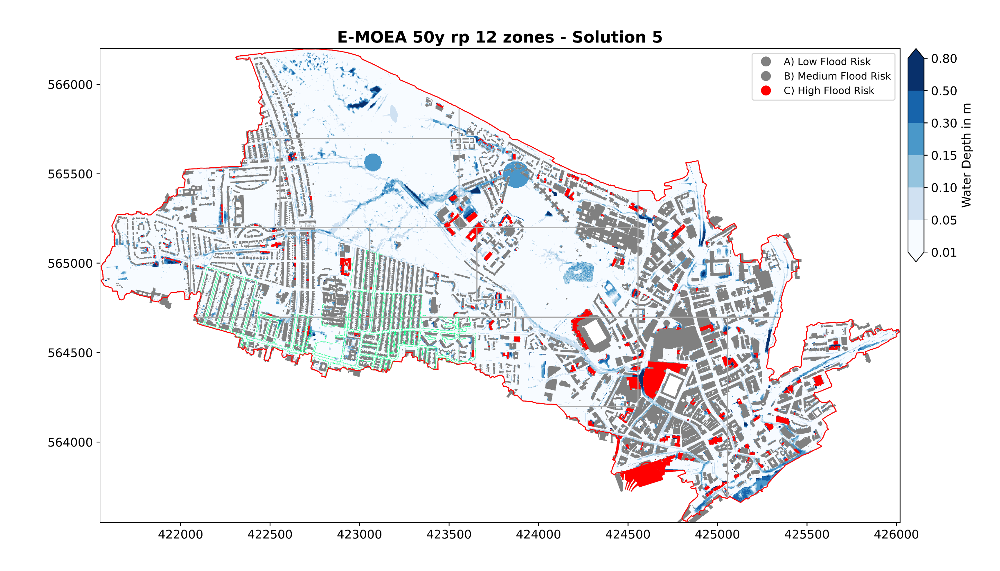 E-MOEA 50y rp 12 zones - Solution 5
A) Low Flood Risk
B) Medium Flood Risk
C) High Flood Risk
0.80
0.50
0.30
0.15
0.10
0.05
0.01
Water Depth in m
566000
565500
565000
564500
564000
422000 422500 423000 423500 424000 424500 425000 425500 426000